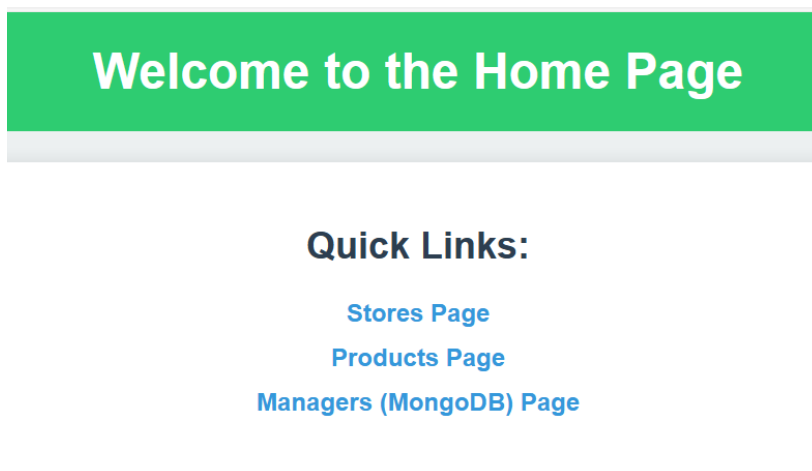 Welcome to the Home Page
Quick Links:
Stores Page
Products Page
Managers (MongoDB) Page